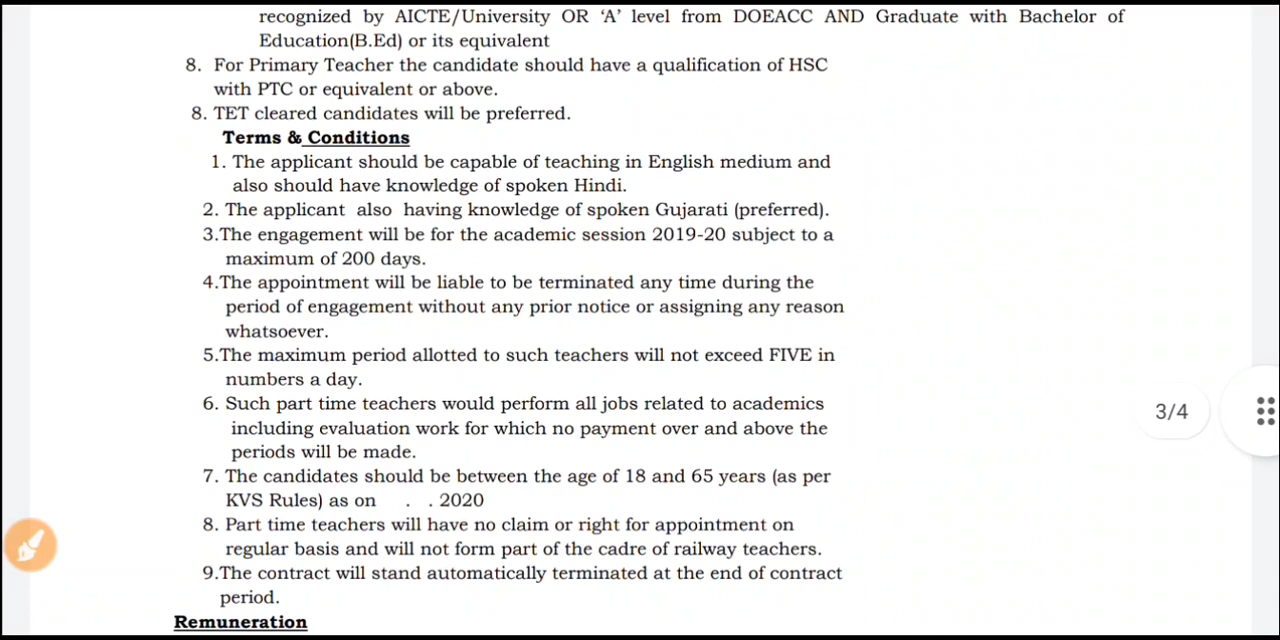 recognized by AICTE/University OR ‘A’ level from DOEACC AND Graduate with Bachelor of
Education(B.Ed) or its equivalent
8. For Primary Teacher the candidate should have a qualification of HSC
with PTC or equivalent or above.
8. TET cleared candidates will be preferred.
Terms & Conditions
1. The applicant should be capable of teaching in English medium and
also should have knowledge of spoken Hindi.
2. The applicant also having knowledge of spoken Gujarati (preferred).
3.The engagement will be for the academic session 2019-20 subject to a
maximum of 200 days.
4.The appointment will be liable to be terminated any time during the
period of engagement without any prior notice or assigning any reason
whatsoever.
5.The maximum period allotted to such teachers will not exceed FIVE in
numbers a day.
6. Such part time teachers would perform all jobs related to academics
including evaluation work for which no payment over and above the
periods will be made.
7. The candidates should be between the age of 18 and 65 years (as per
KVS Rules) as on . . 2020
8. Part time teachers will have no claim or right for appointment on
regular basis and will not form part of the cadre of railway teachers.
9.The contract will stand automatically terminated at the end of contract
period.
Remuneration
3/4